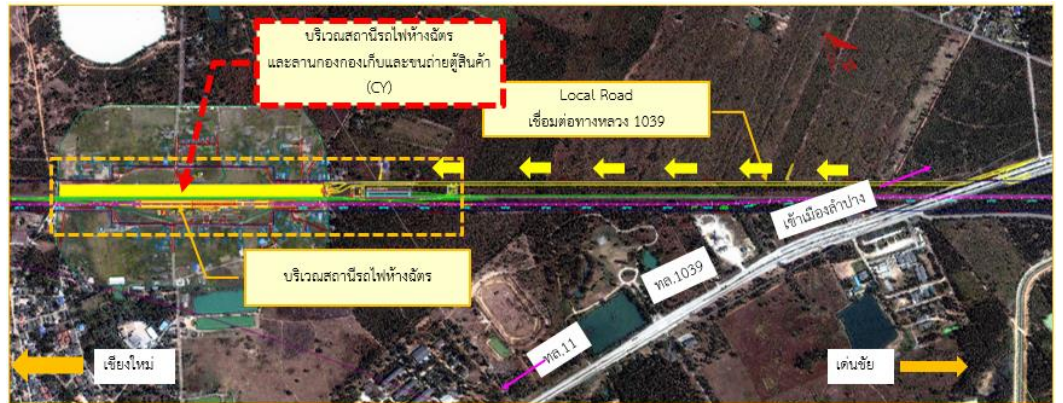 บริเวณสถานีรถไฟห้างฉัตร
และลานกองกองเก็บและขนถ่ายตู้สินค้า
(CY)
Local Road
เชื่อมต่อทางหลวง 1039
เข้าเมืองลำปาง
ทล.1039
บริเวณสถานีรถไฟห้างฉัตร
ทล.11
เชียงใหม่
เด่นชัย